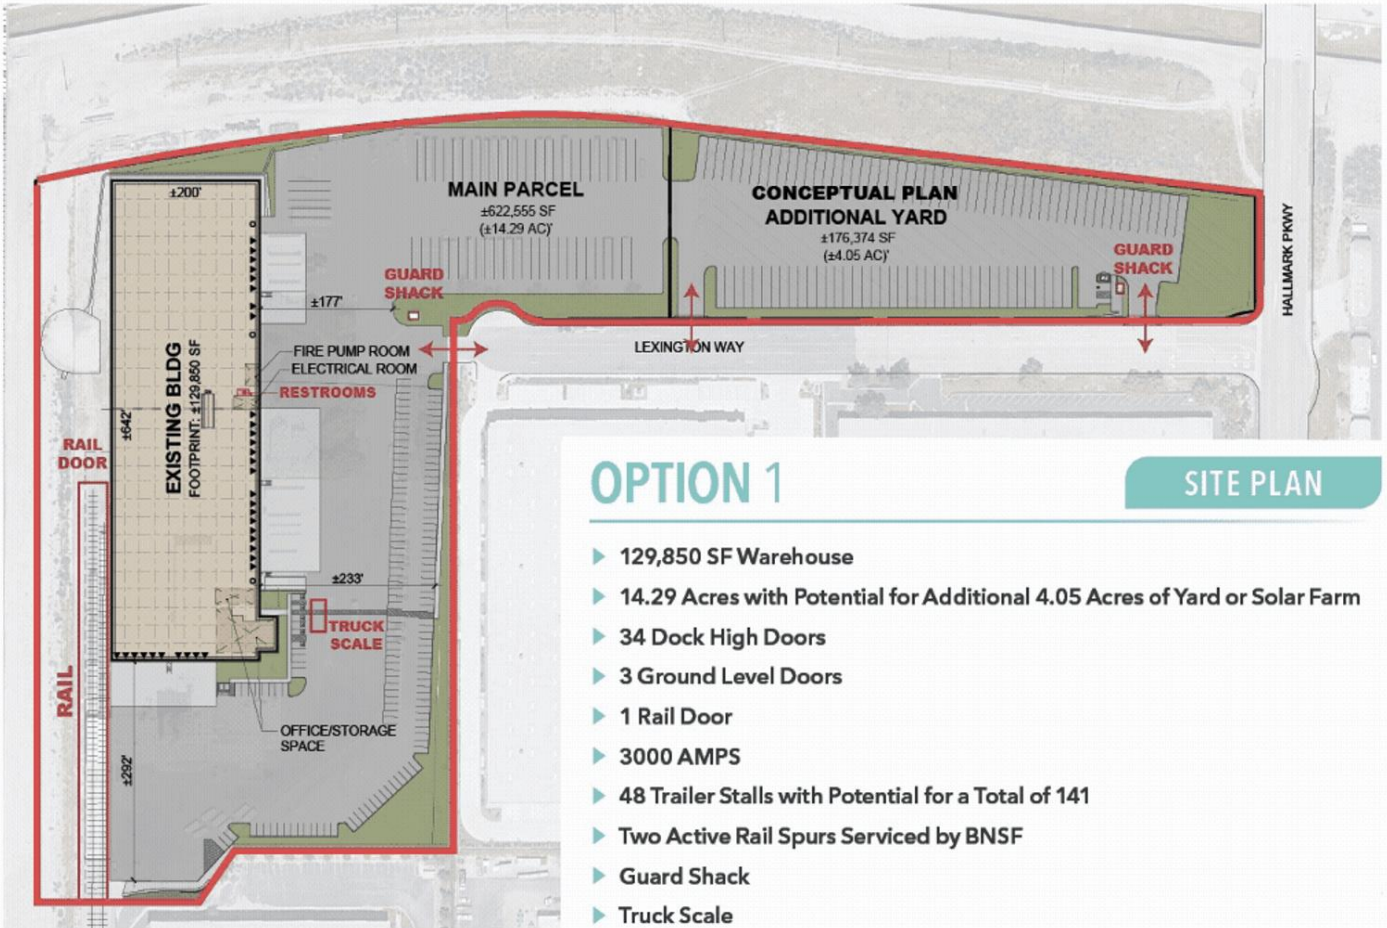 ±200'
MAIN PARCEL
±622,555 SF
(±14.29 AC)'
CONCEPTUAL PLAN
ADDITIONAL YARD
±176,374 SF
(±4.05 AC)'
GUARD
SHACK
GUARD
SHACK
HALLMARK PKWY
±177'
LEXINGTON WAY
FIRE PUMP ROOM
ELECTRICAL ROOM
RESTROOMS
EXISTING BLDG
FOOTPRINT: ±129,850 SF
±642'
RAIL
DOOR
±233'
TRUCK
SCALE
RAIL
OFFICE/STORAGE
SPACE
±292'
OPTION 1
SITE PLAN
129,850 SF Warehouse
14.29 Acres with Potential for Additional 4.05 Acres of Yard or Solar Farm
34 Dock High Doors
3 Ground Level Doors
1 Rail Door
3000 AMPS
48 Trailer Stalls with Potential for a Total of 141
Two Active Rail Spurs Serviced by BNSF
Guard Shack
Truck Scale